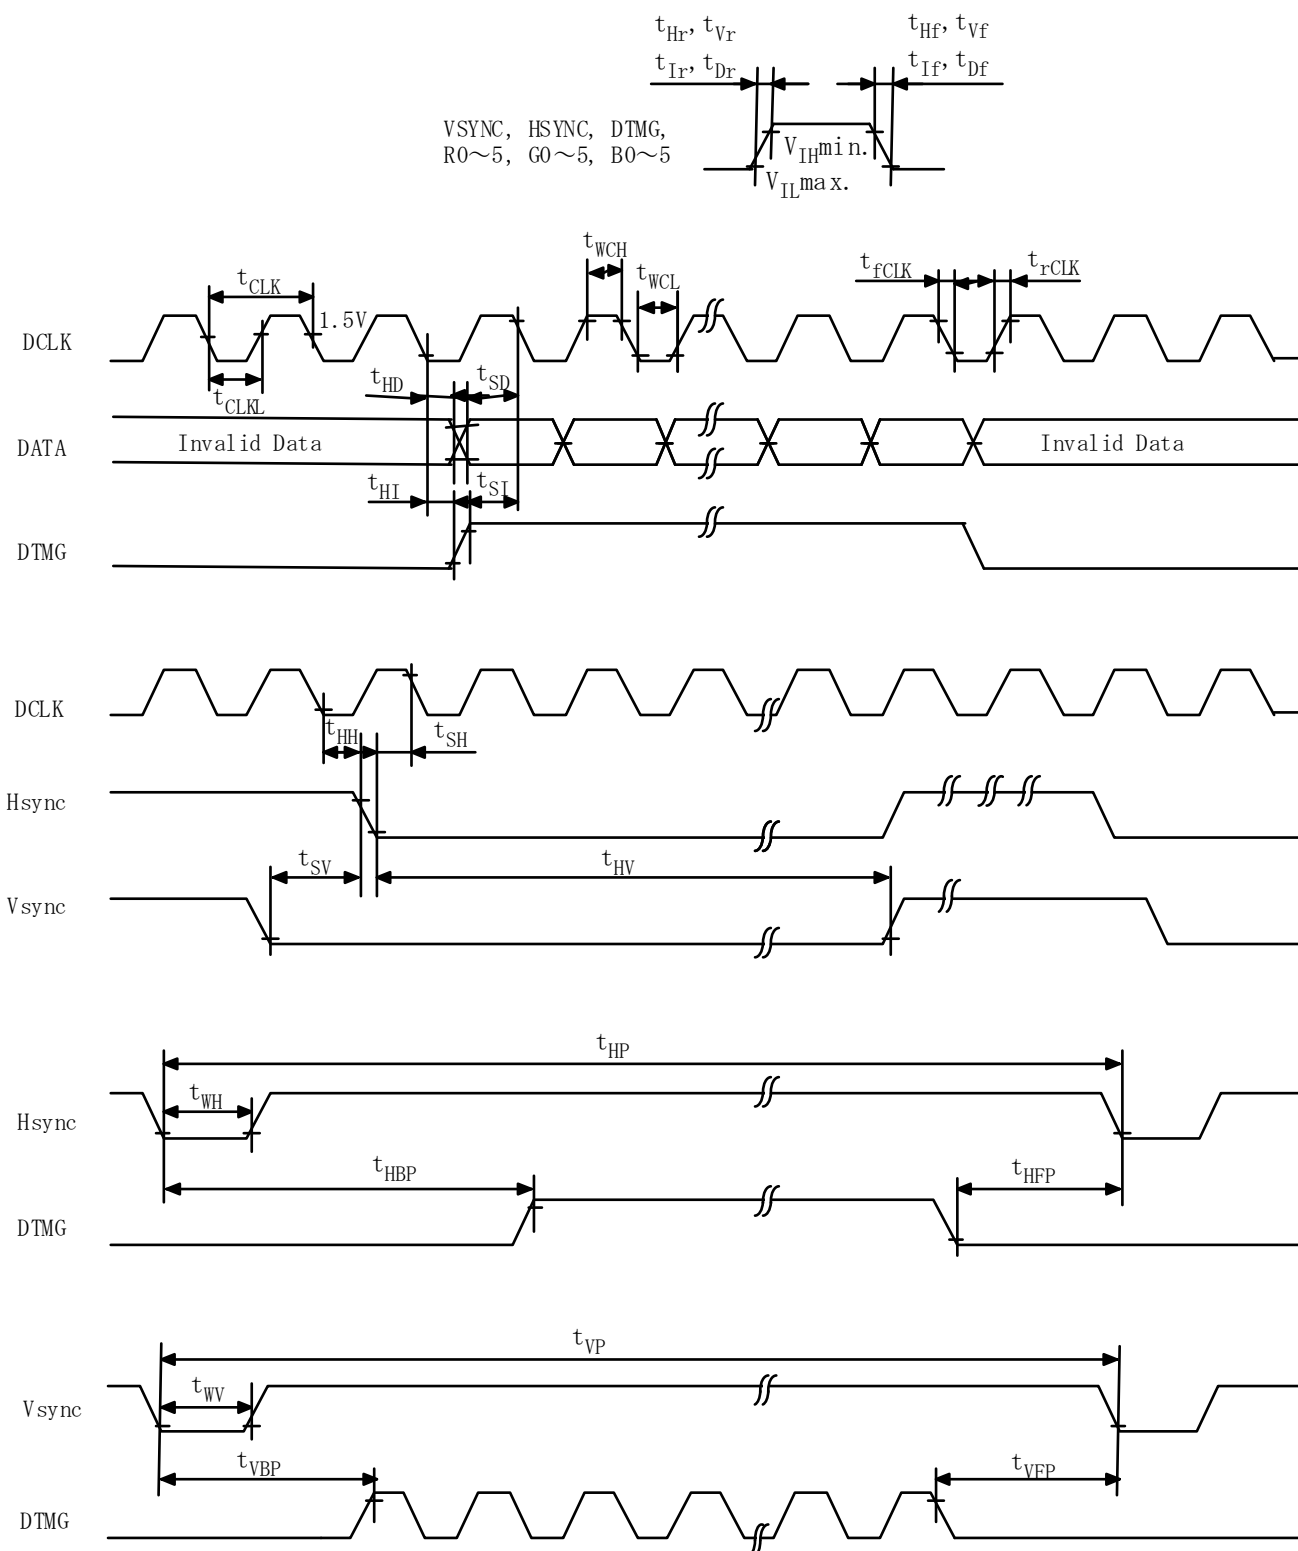 tHr, tVr
tIr, tDr
tHf, tVf
tIf, tDf
VSYNC, HSYNC, DTMG,
R0～5, G0～5, B0～5
VIHmin.
VILmax.
tCLK
tWCH
tWCL
tfCLK
trCLK
1.5V
DCLK
tCLKL
tHD
tSD
DATA
Invalid Data
Invalid Data
tHI
tSI
DTMG
DCLK
tHH
tSH
Hsync
tSV
tHV
Vsync
tHP
tWH
Hsync
tHBP
tHFP
DTMG
tVP
tWV
Vsync
tVBP
tVFP
DTMG